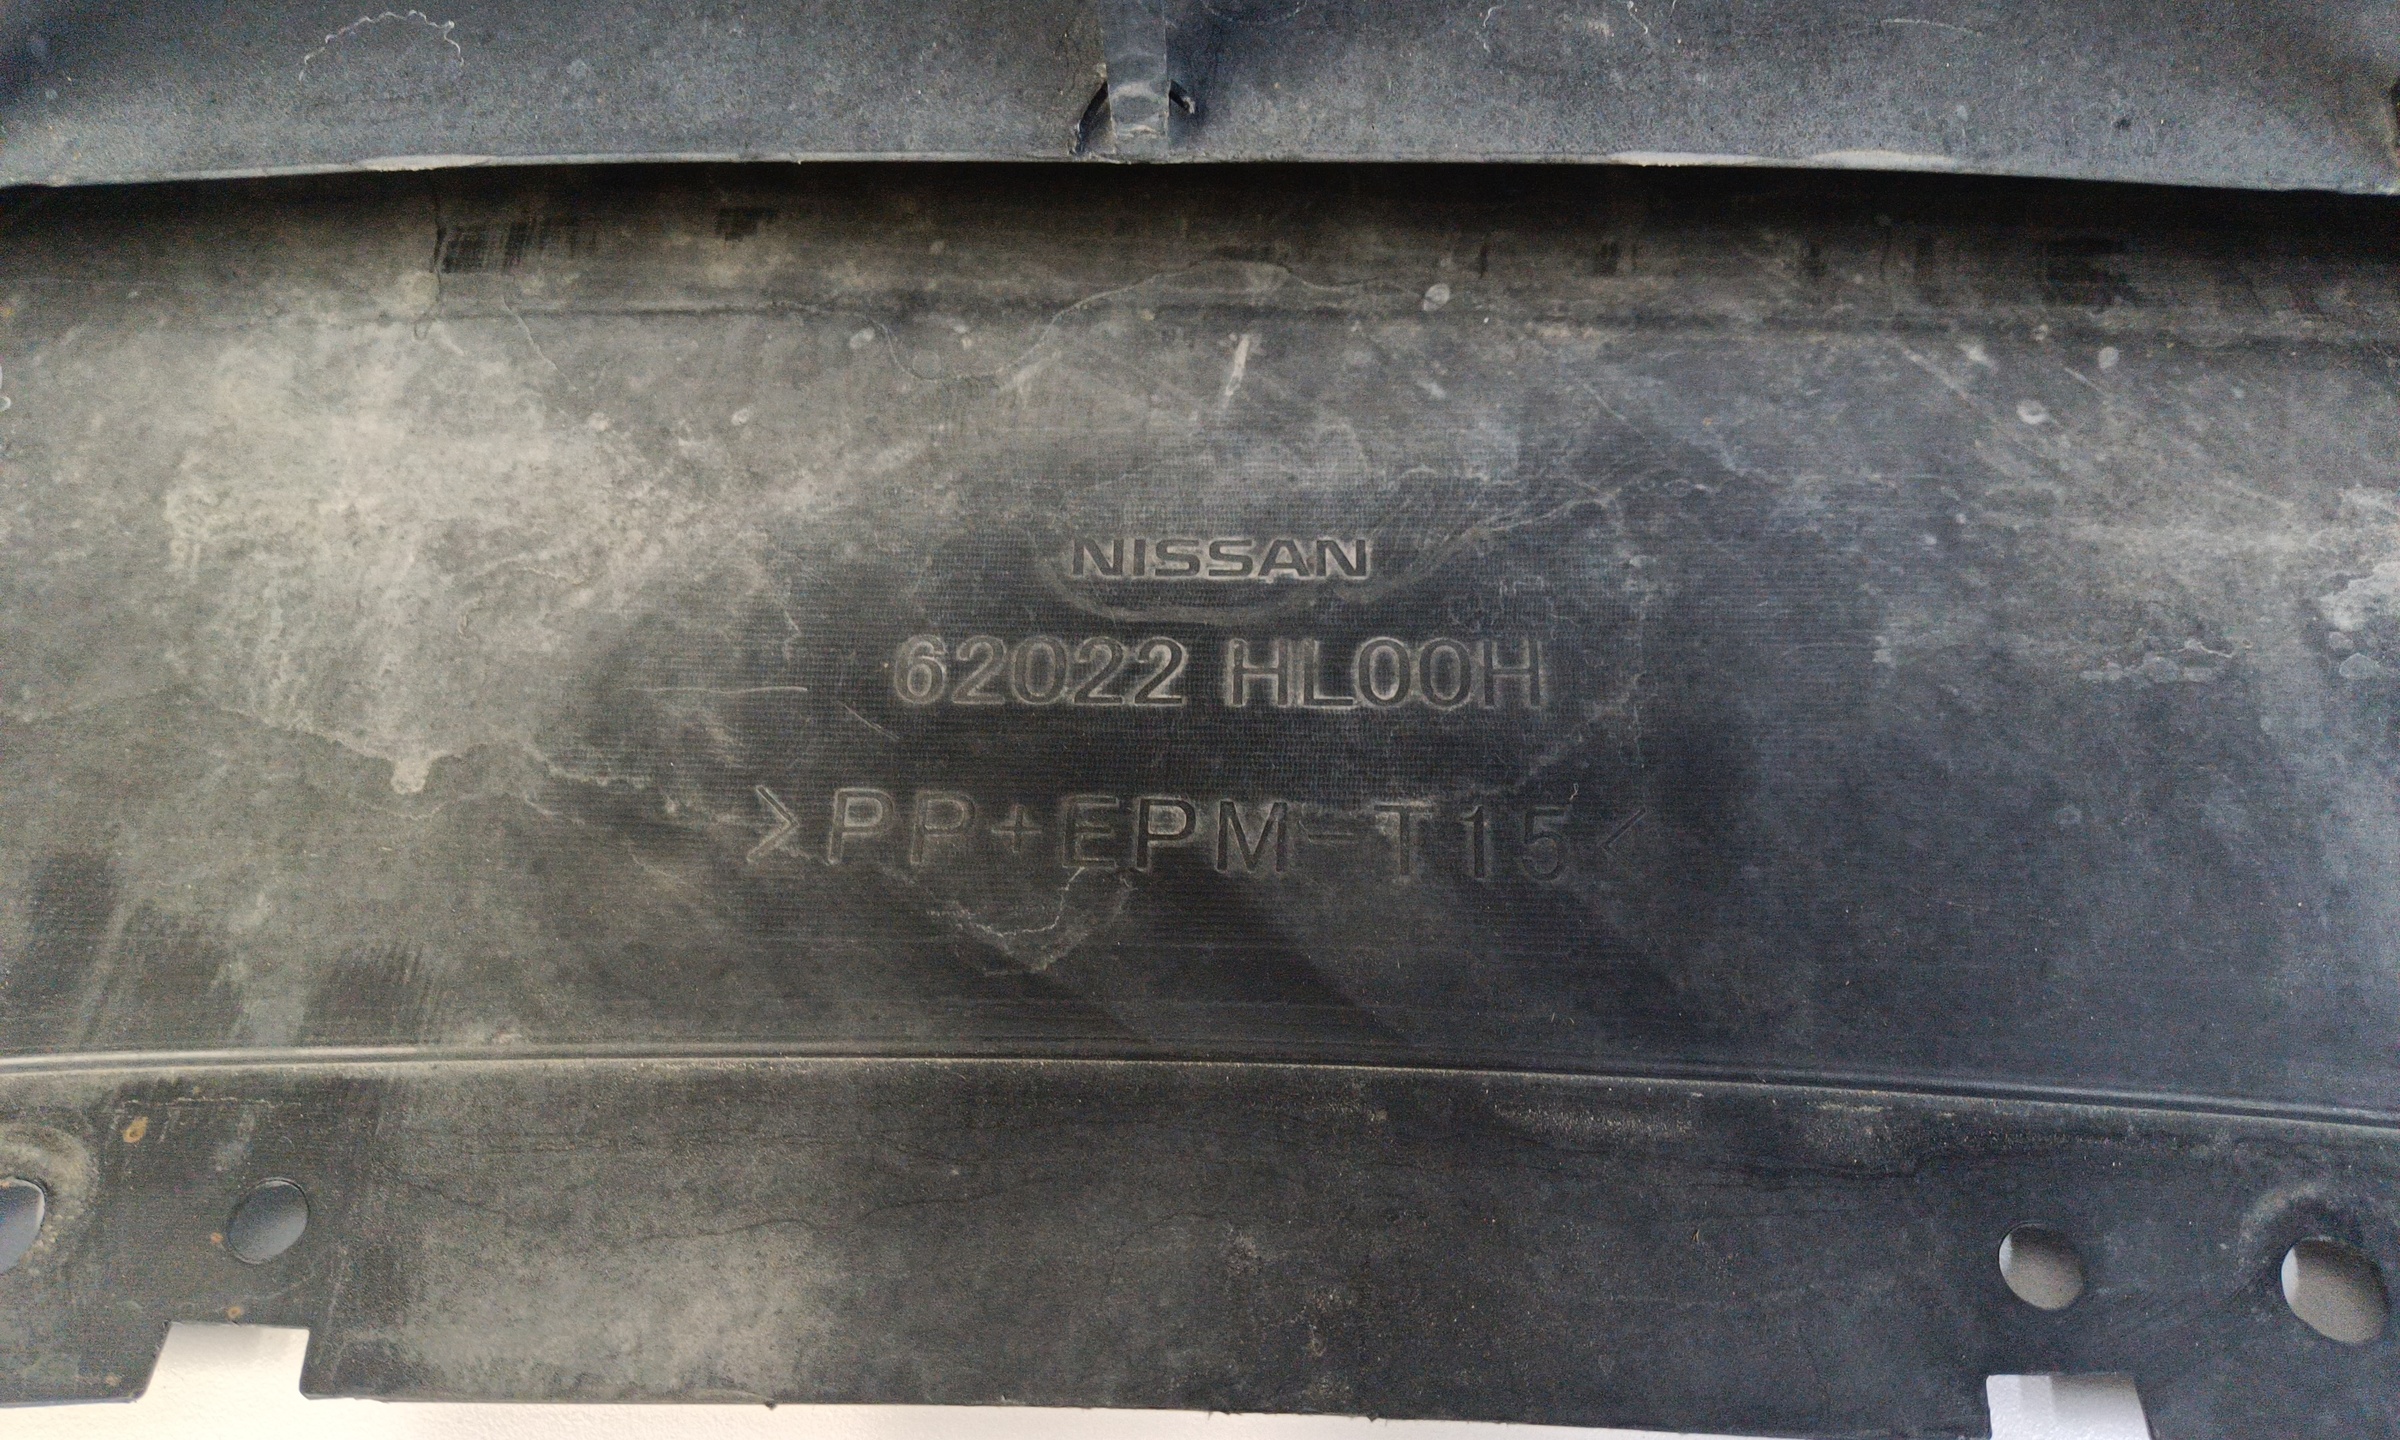 NISSAN
62022 HL00H
>PP+EPM-T15<